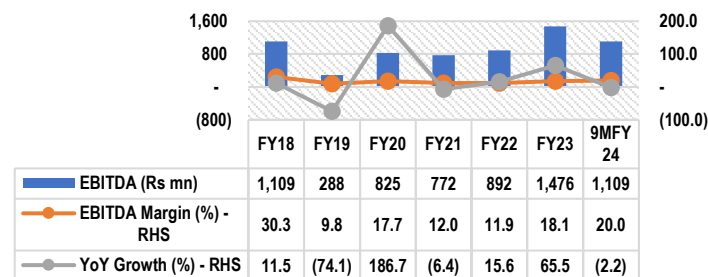 1,600 200.0
800 100.0
- -
(800) (100.0)
FY18 FY19 FY20 FY21 FY22 FY23 9MFY
24
EBITDA (Rs mn) 1,109 288 825 772 892 1,476 1,109
EBITDA Margin (%) -
RHS 30.3 9.8 17.7 12.0 11.9 18.1 20.0
YoY Growth (%) - RHS 11.5 (74.1) 186.7 (6.4) 15.6 65.5 (2.2)